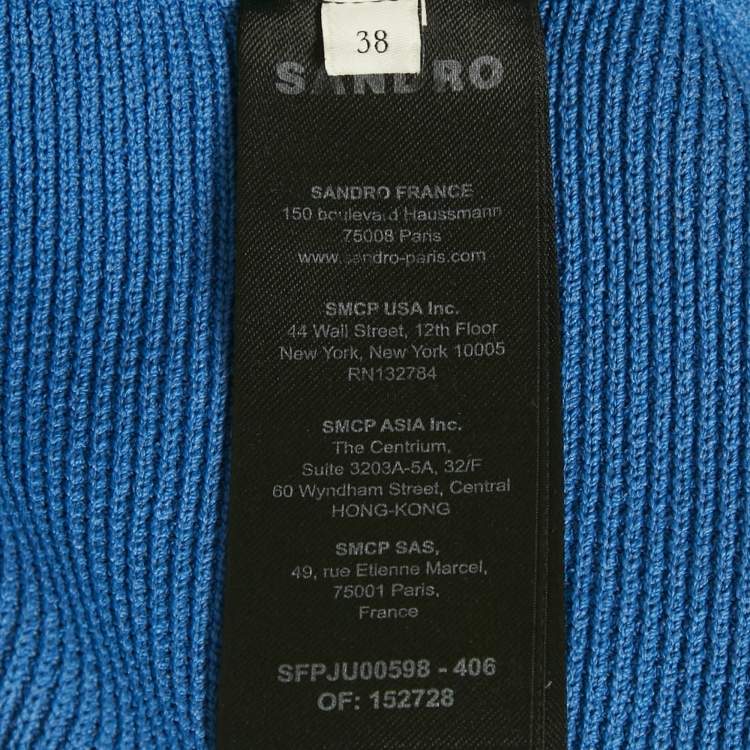 38
SANDRO
SANDRO FRANCE
150 boulevard Haussmann
75008 Paris
www.sandro-paris.com
SMCP USA Inc.
44 Wall Street, 12th Floor
New York, New York 10005
RN132784
SMCP ASIA Inc.
The Centrium,
Suite 3203A-5A, 32/F
60 Wyndham Street, Central
HONG-KONG
SMCP SAS,
49, rue Etienne Marcel,
75001 Paris,
France
SFPJU00598 - 406
OF: 152728